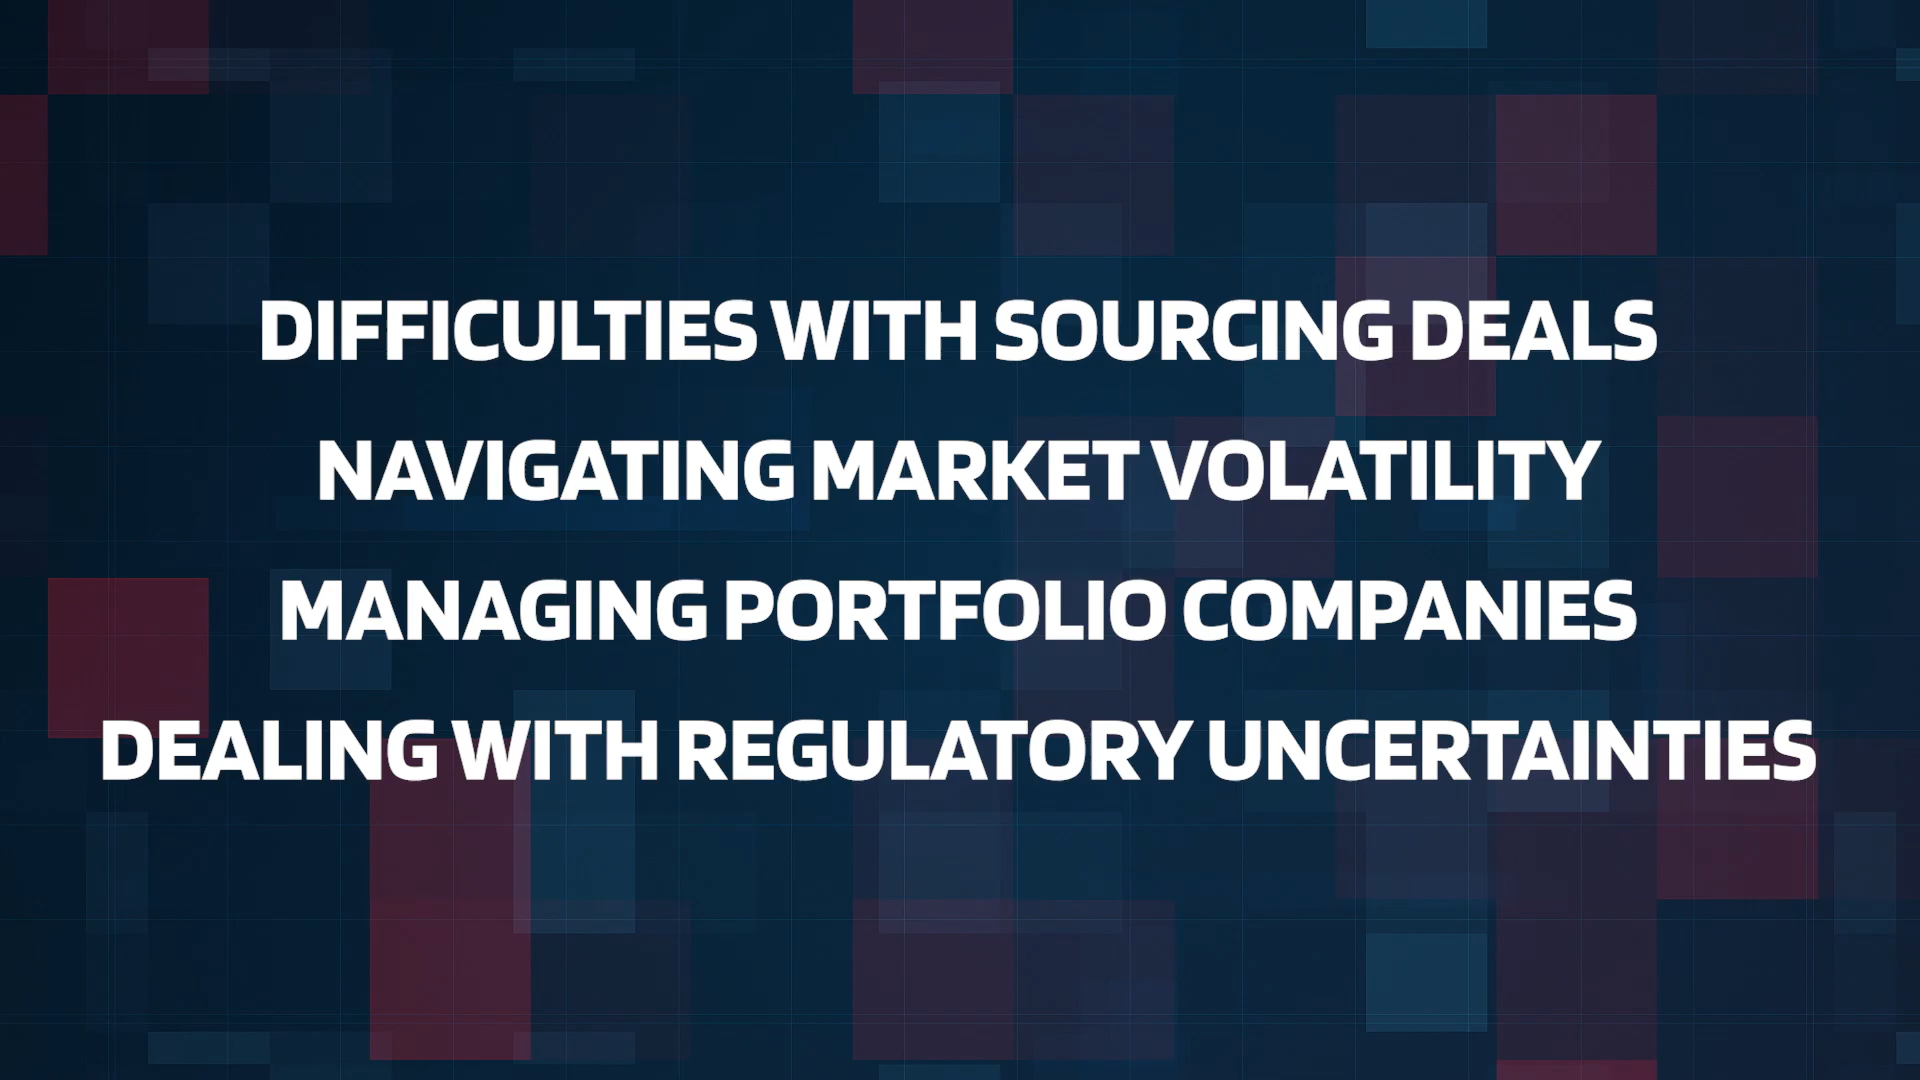 DIFFICULTIES WITH SOURCING DEALS
NAVIGATING MARKET VOLATILITY
MANAGING PORTFOLIO COMPANIES
DEALING WITH REGULATORY UNCERTAINTIES